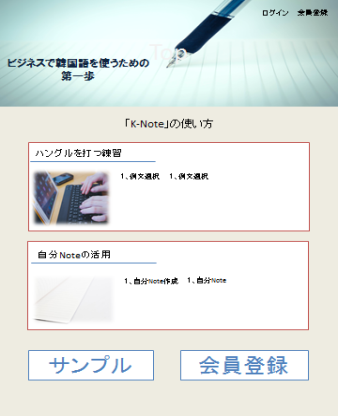 ログイン 会員登録
Top
ビジネスで韓国語を使うための
第一歩
「K-Note」の使い方
ハングルを打つ練習
1、例文選択 1、例文選択
自分Noteの活用
1、自分Note作成 1、自分Note
サンプル 会員登録